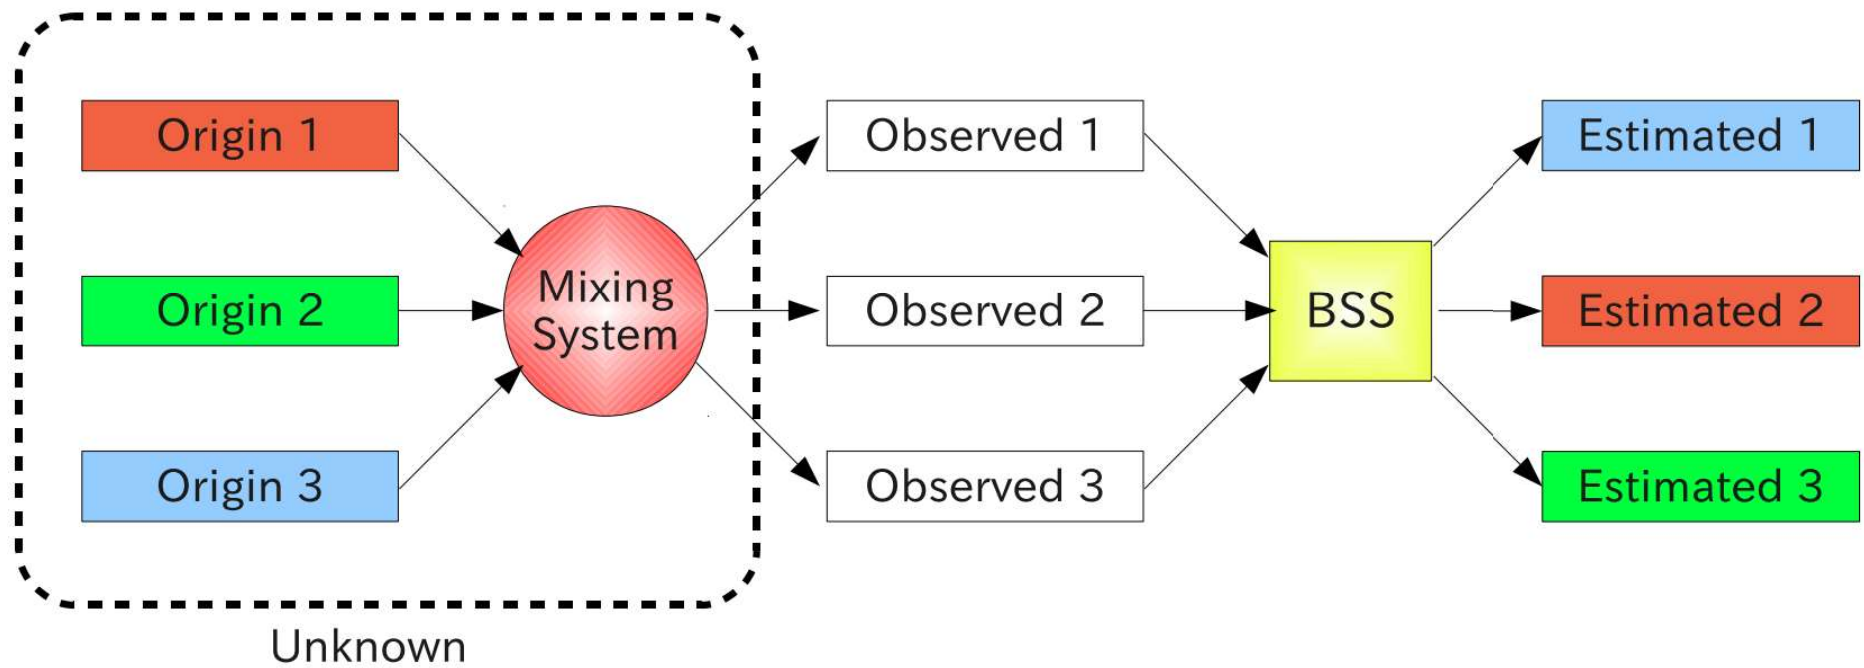 Origin 1
Origin 2
Origin 3
Mixing
System
Unknown
Observed 1
Observed 2
Observed 3
BSS
Estimated 1
Estimated 2
Estimated 3